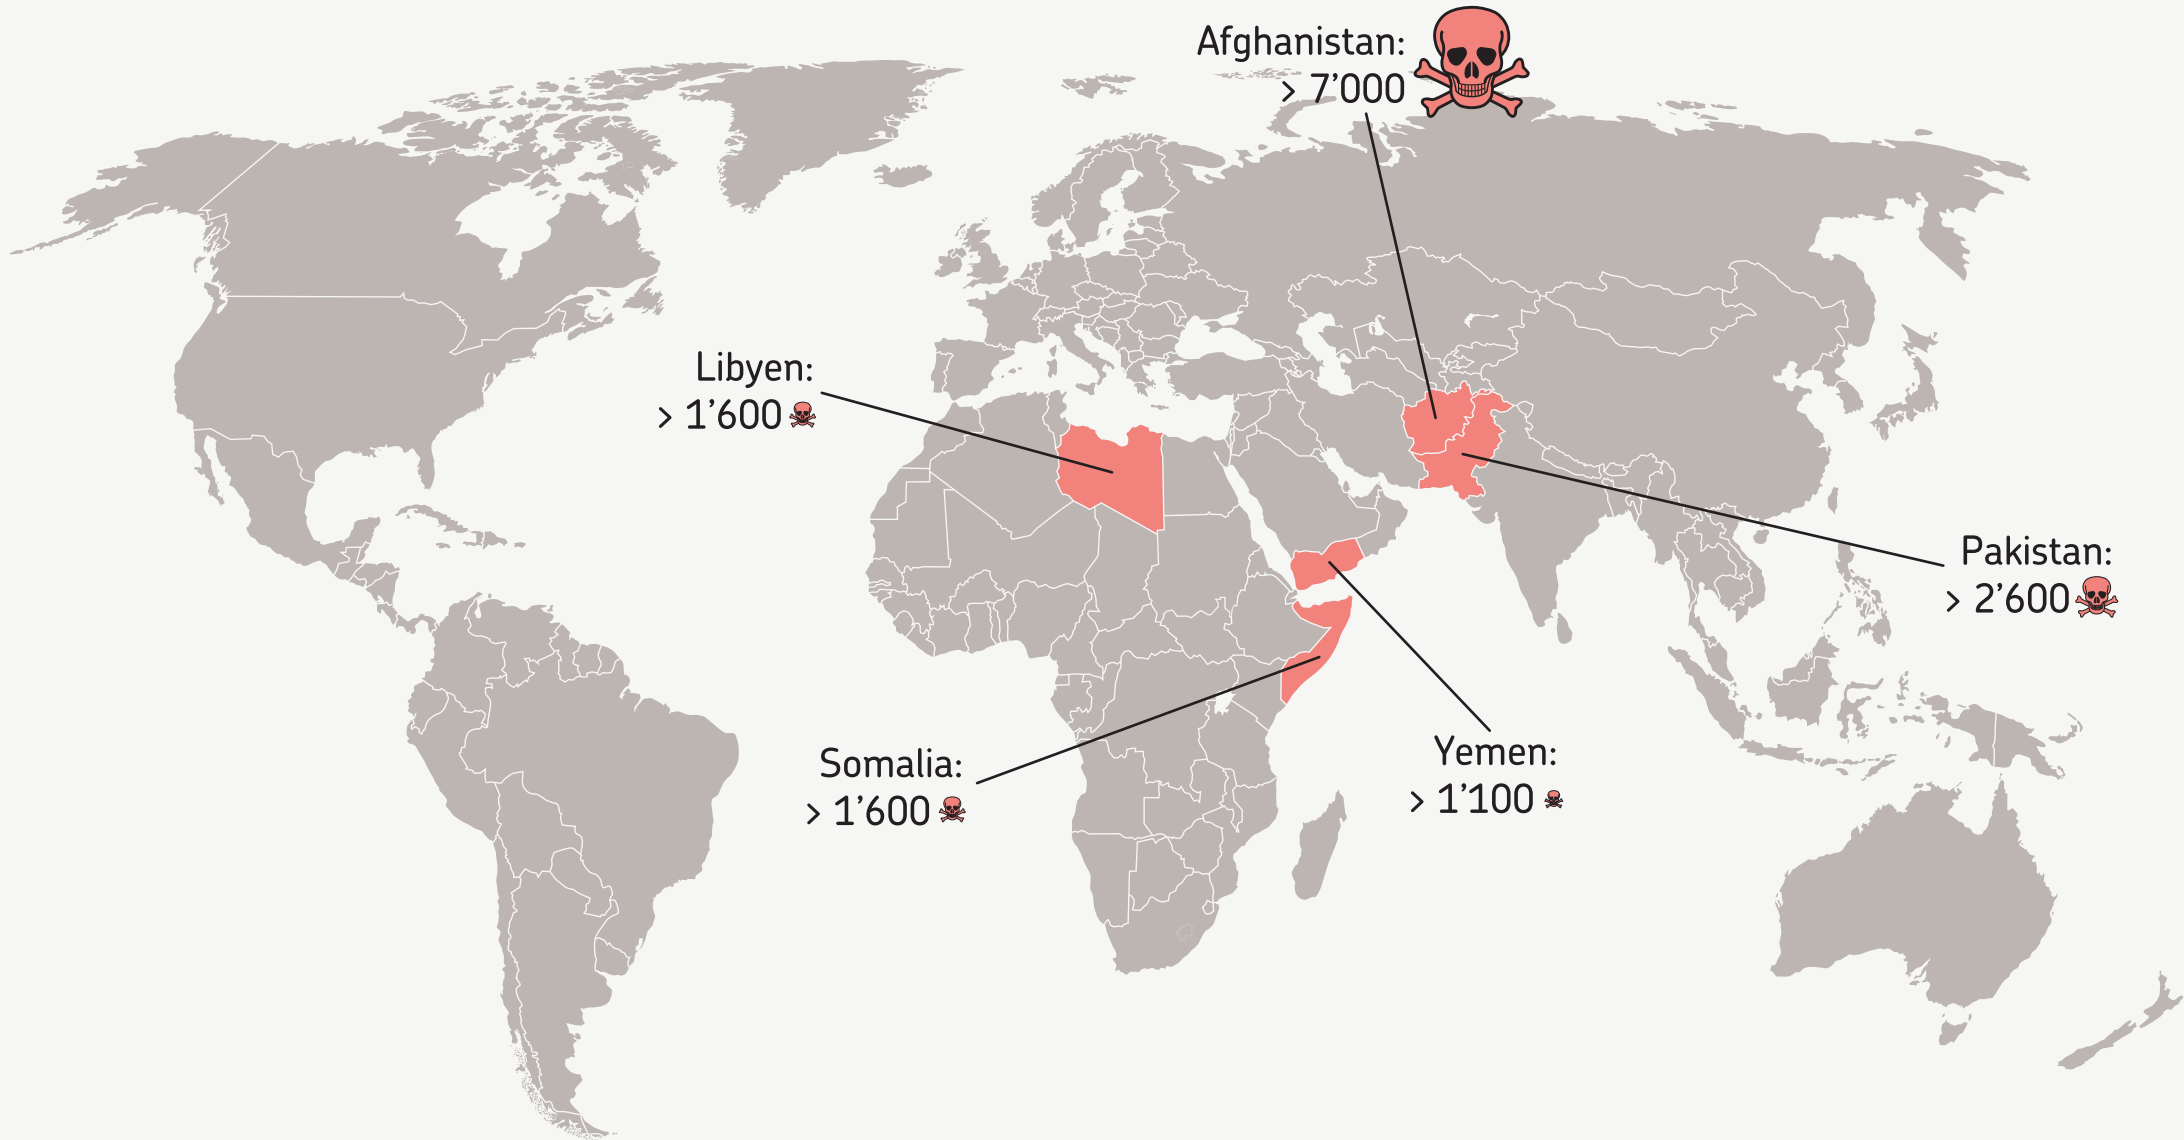 Afghanistan:
> 7’000
Libyen:
> 1’600
Pakistan:
> 2’600
Somalia:
> 1’600
Yemen:
> 1’100